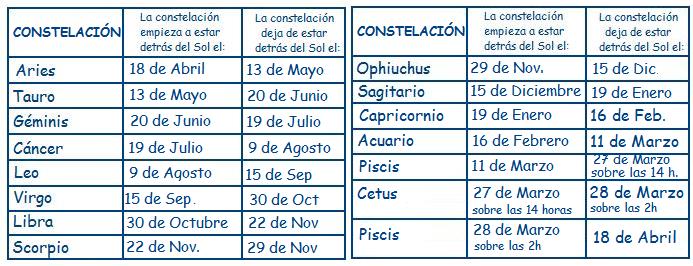 CONSTELACIÓN
La constelación
empieza a estar
detrás del Sol el:
La constelación
deja de estar
detrás del Sol el:
Aries 18 de Abril 13 de Mayo
Tauro 13 de Mayo 20 de Junio
Géminis 20 de Junio 19 de Julio
Cáncer 19 de Julio 9 de Agosto
Leo 9 de Agosto 15 de Sep
Virgo 15 de Sep. 30 de Oct
Libra 30 de Octubre 22 de Nov
Scorpio 22 de Nov. 29 de Nov
CONSTELACIÓN
La constelación
empieza a estar
detrás del Sol el:
La constelación
deja de estar
detrás del Sol el:
Ophiuchus 29 de Nov. 15 de Dic.
Sagitario 15 de Diciembre 19 de Enero
Capricornio 19 de Enero 16 de Feb.
Acuario 16 de Febrero 11 de Marzo
Piscis 11 de Marzo 27 de Marzo
sobre las 14 h.
Cetus 27 de Marzo 28 de Marzo
sobre las 14 horas sobre las 2h
Piscis 28 de Marzo 18 de Abril
sobre las 2h